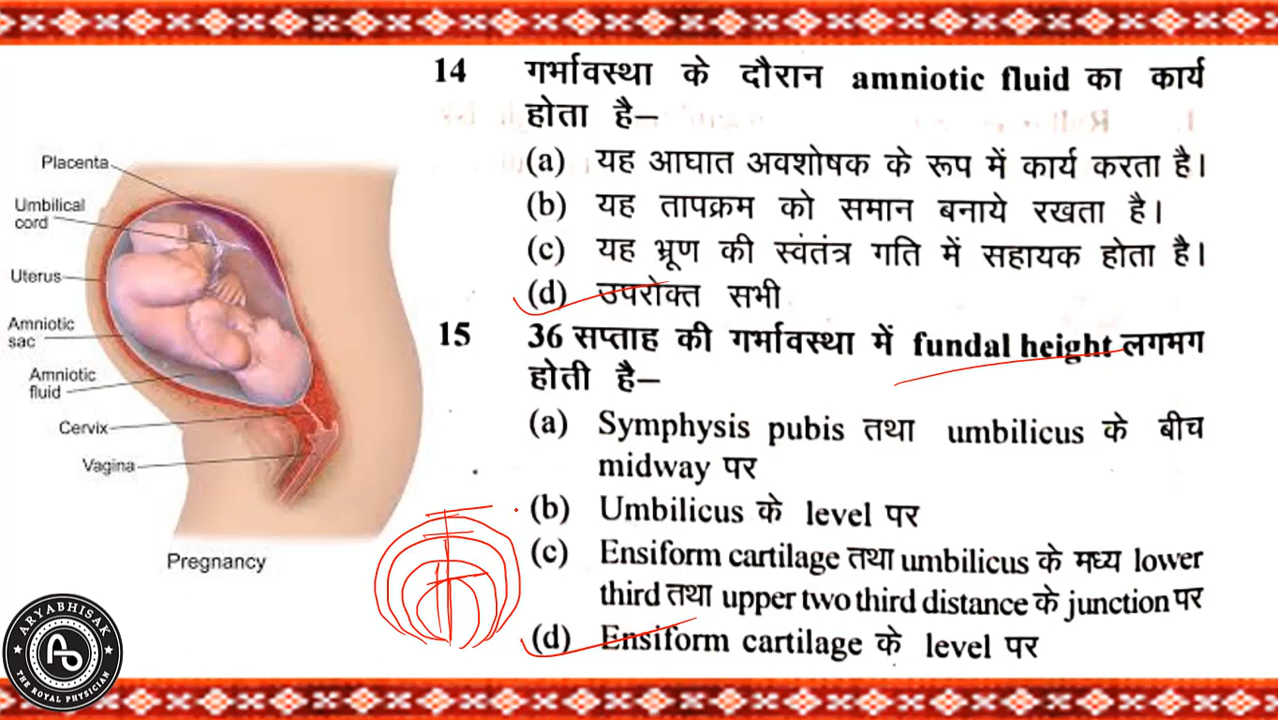 14 गर्भावस्था के दौरान amniotic fluid का कार्य
होता है–
(a) यह आघात अवशोषक के रूप में कार्य करता है।
(b) यह तापक्रम को समान बनाये रखता है।
(c) यह भ्रूण की स्वंतंत्र गति में सहायक होता है।
(d) उपरोक्त सभी
15 36 सप्ताह की गर्भावस्था में fundal height लगभग
होती है–
(a) Symphysis pubis तथा umbilicus के बीच
midway पर
(b) Umbilicus के level पर
(c) Ensiform cartilage तथा umbilicus के मध्य lower
third तथा upper two third distance के junction पर
(d) Ensiform cartilage के level पर
Placenta
Umbilical
cord
Uterus
Amniotic
sac
Amniotic
fluid
Cervix
Vagina
Pregnancy
ARYABHISAK
THE ROYAL PHYSICIAN